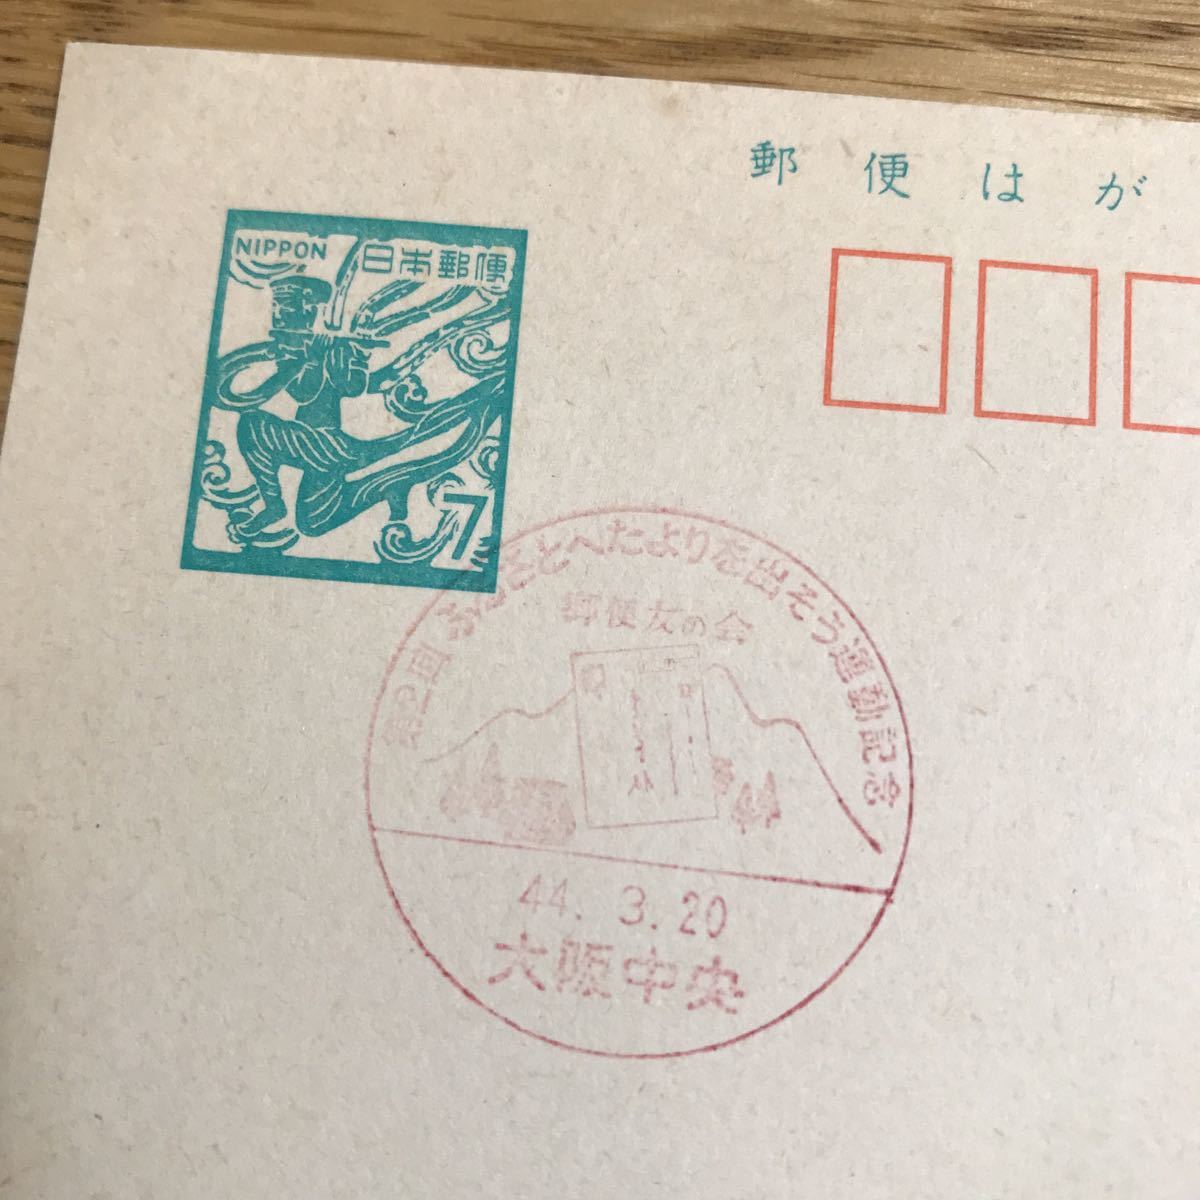 郵便はが
NIPPON 日本郵便
7
第2回 ふるさとへたよりを出そう運動記念
郵便友の会
44. 3. 20
大阪中央